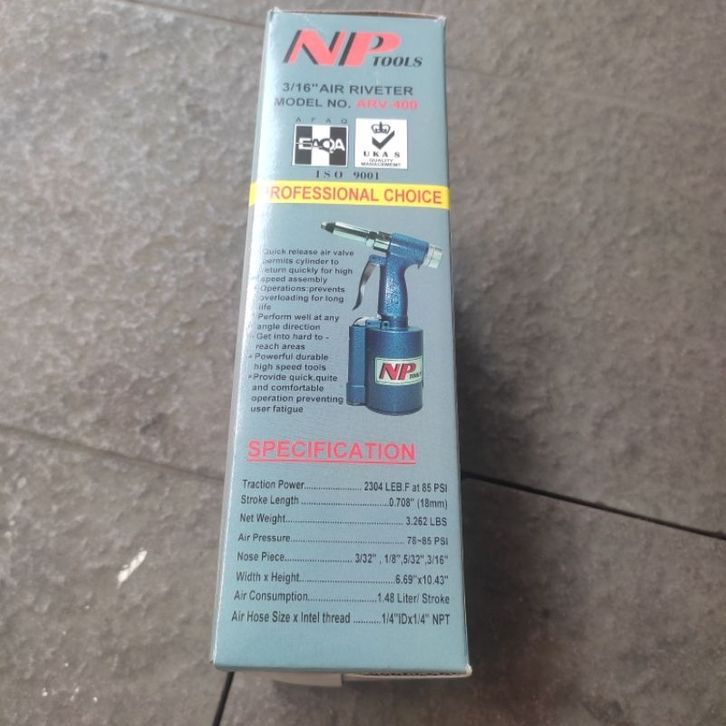 NP TOOLS
3/16"AIR RIVETER
MODEL NO. ARV-400
A F A Q
EAQA
U K A S
QUALITY
MANAGEMENT
I S O 9001
PROFESSIONAL CHOICE
Quick release air valve
permits cylinder to
return quickly for high
speed assembly
Operations:prevents
overloading for long
life
Perform well at any
angle direction
Get into hard to -
reach areas
Powerful durable
high speed tools
Provide quick,quite
and comfortable
operation preventing
user fatigue
NP
TOOLS
SPECIFICATION
Traction Power.................... 2304 LEB.F at 85 PSI
Stroke Length ..............................0.708" (18mm)
Net Weight......................................3.262 LBS
Air Pressure....................................78~85 PSI
Nose Piece........................ 3/32" , 1/8",5/32",3/16"
Width x Height.............................6.69"x10.43"
Air Consumption....................1.48 Liter/ Stroke
Air Hose Size x Intel thread ..........1/4"IDx1/4" NPT